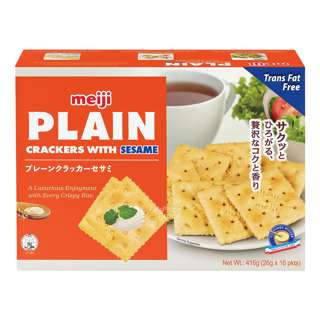 meiji
PLAIN
CRACKERS WITH SESAME
プレーンクラッカーセサミ
A Luxurious Enjoyment
with Every Crispy Bite.
Trans Fat
Free
サクッと
ひろがる、
贅沢なコクと香り
Net Wt.: 416g (26g x 16 pkts)